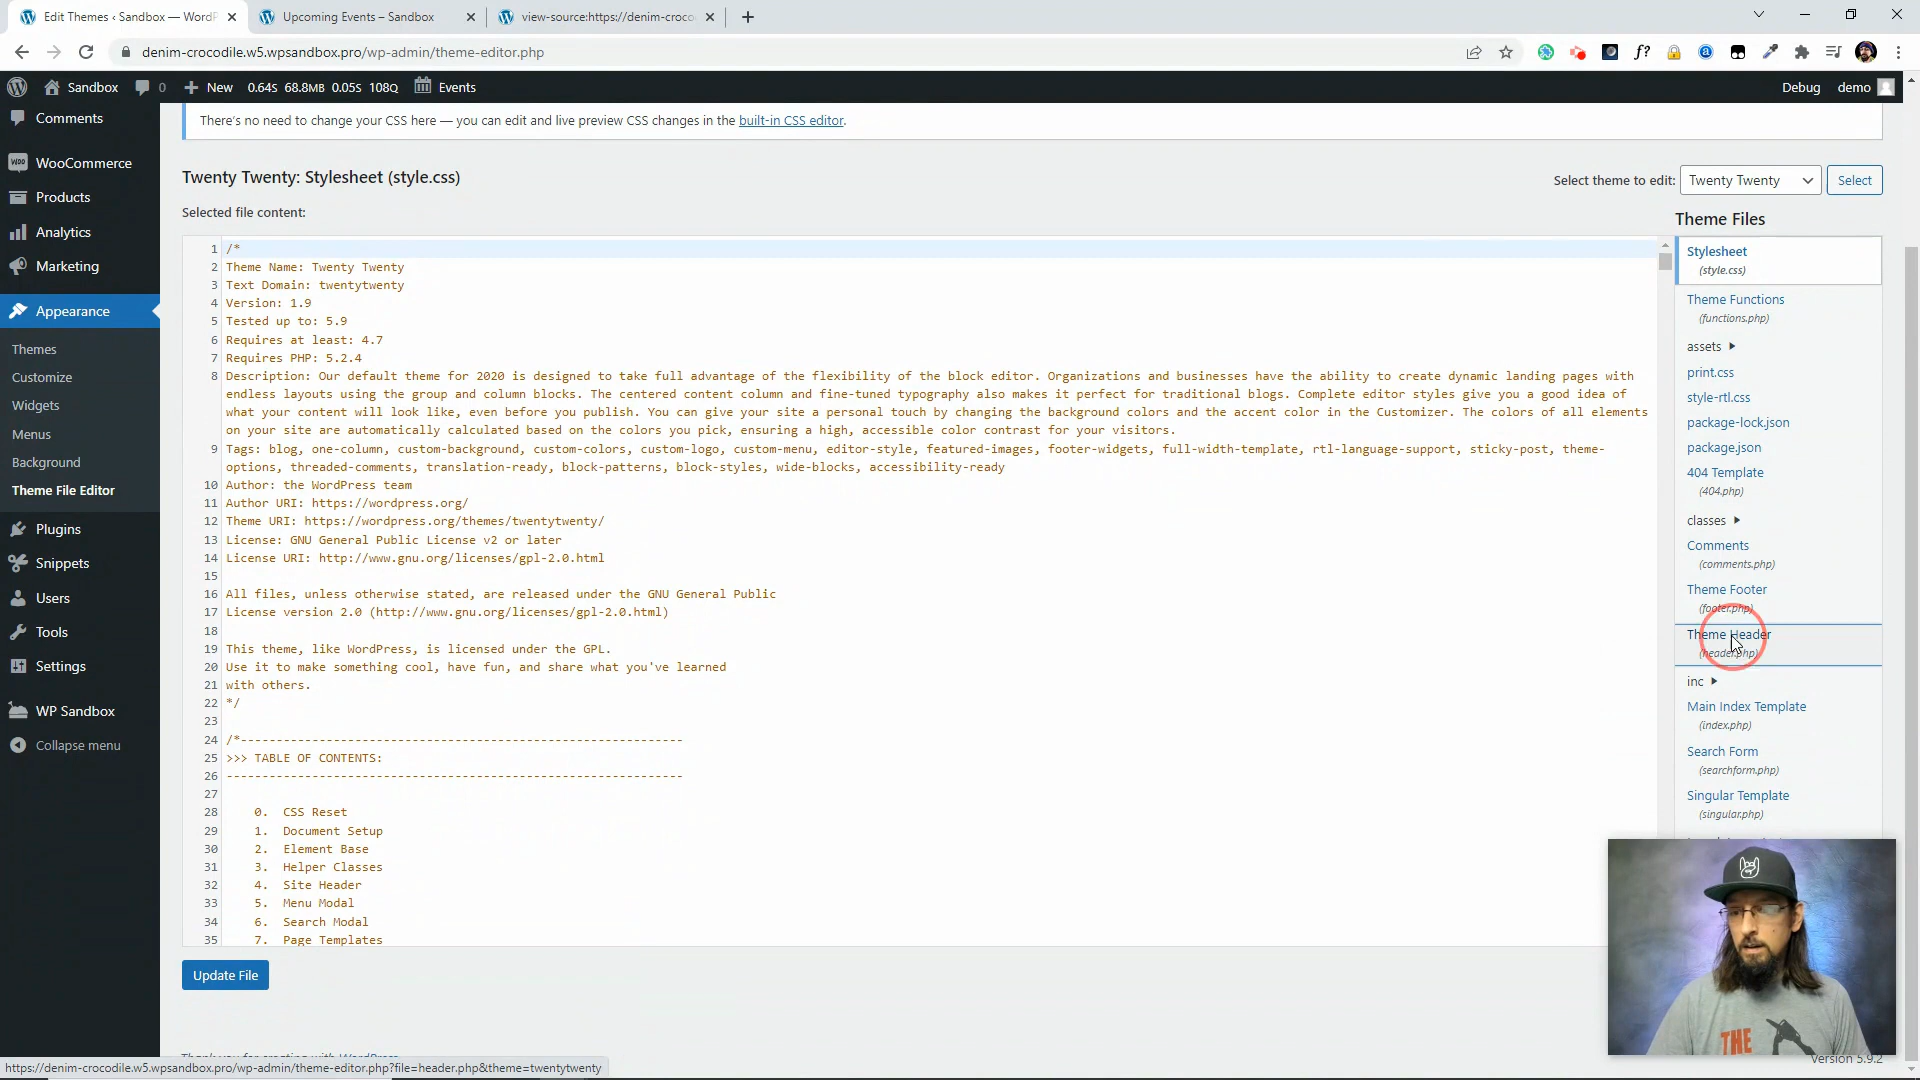 Edit Themes ‹ Sandbox — WordP
Upcoming Events – Sandbox
view-source:https://denim-croco
denim-crocodile.w5.wpsandbox.pro/wp-admin/theme-editor.php
Sandbox
0
New
0.64S 68.8MB 0.05S 108Q
Events
Debug
demo
Comments
WooCommerce
Products
Analytics
Marketing
Appearance
Themes
Customize
Widgets
Menus
Background
Theme File Editor
Plugins
Snippets
Users
Tools
Settings
WP Sandbox
Collapse menu
There's no need to change your CSS here — you can edit and live preview CSS changes in the built-in CSS editor.
Twenty Twenty: Stylesheet (style.css)
Select theme to edit: Twenty Twenty Select
Selected file content:
1 /*
2 Theme Name: Twenty Twenty
3 Text Domain: twentytwenty
4 Version: 1.9
5 Tested up to: 5.9
6 Requires at least: 4.7
7 Requires PHP: 5.2.4
8 Description: Our default theme for 2020 is designed to take full advantage of the flexibility of the block editor. Organizations and businesses have the ability to create dynamic landing pages with
endless layouts using the group and column blocks. The centered content column and fine-tuned typography also makes it perfect for traditional blogs. Complete editor styles give you a good idea of
what your content will look like, even before you publish. You can give your site a personal touch by changing the background colors and the accent color in the Customizer. The colors of all elements
on your site are automatically calculated based on the colors you pick, ensuring a high, accessible color contrast for your visitors.
9 Tags: blog, one-column, custom-background, custom-colors, custom-logo, custom-menu, editor-style, featured-images, footer-widgets, full-width-template, rtl-language-support, sticky-post, theme-
options, threaded-comments, translation-ready, block-patterns, block-styles, wide-blocks, accessibility-ready
10 Author: the WordPress team
11 Author URI: https://wordpress.org/
12 Theme URI: https://wordpress.org/themes/twentytwenty/
13 License: GNU General Public License v2 or later
14 License URI: http://www.gnu.org/licenses/gpl-2.0.html
15
16 All files, unless otherwise stated, are released under the GNU General Public
17 License version 2.0 (http://www.gnu.org/licenses/gpl-2.0.html)
18
19 This theme, like WordPress, is licensed under the GPL.
20 Use it to make something cool, have fun, and share what you've learned
21 with others.
22 */
23
24 /*--------------------------------------------------------------
25 >>> TABLE OF CONTENTS:
26 ----------------------------------------------------------------
27
28 0. CSS Reset
29 1. Document Setup
30 2. Element Base
31 3. Helper Classes
32 4. Site Header
33 5. Menu Modal
34 6. Search Modal
35 7. Page Templates
Update File
Thank you for creating with WordPress
Theme Files
Stylesheet
(style.css)
Theme Functions
(functions.php)
assets
print.css
style-rtl.css
package-lock.json
package.json
404 Template
(404.php)
classes
Comments
(comments.php)
Theme Footer
(footer.php)
Theme Header
(header.php)
inc
Main Index Template
(index.php)
Search Form
(searchform.php)
Singular Template
(singular.php)
THE
Version 5.9.2
https://denim-crocodile.w5.wpsandbox.pro/wp-admin/theme-editor.php?file=header.php&theme=twentytwenty